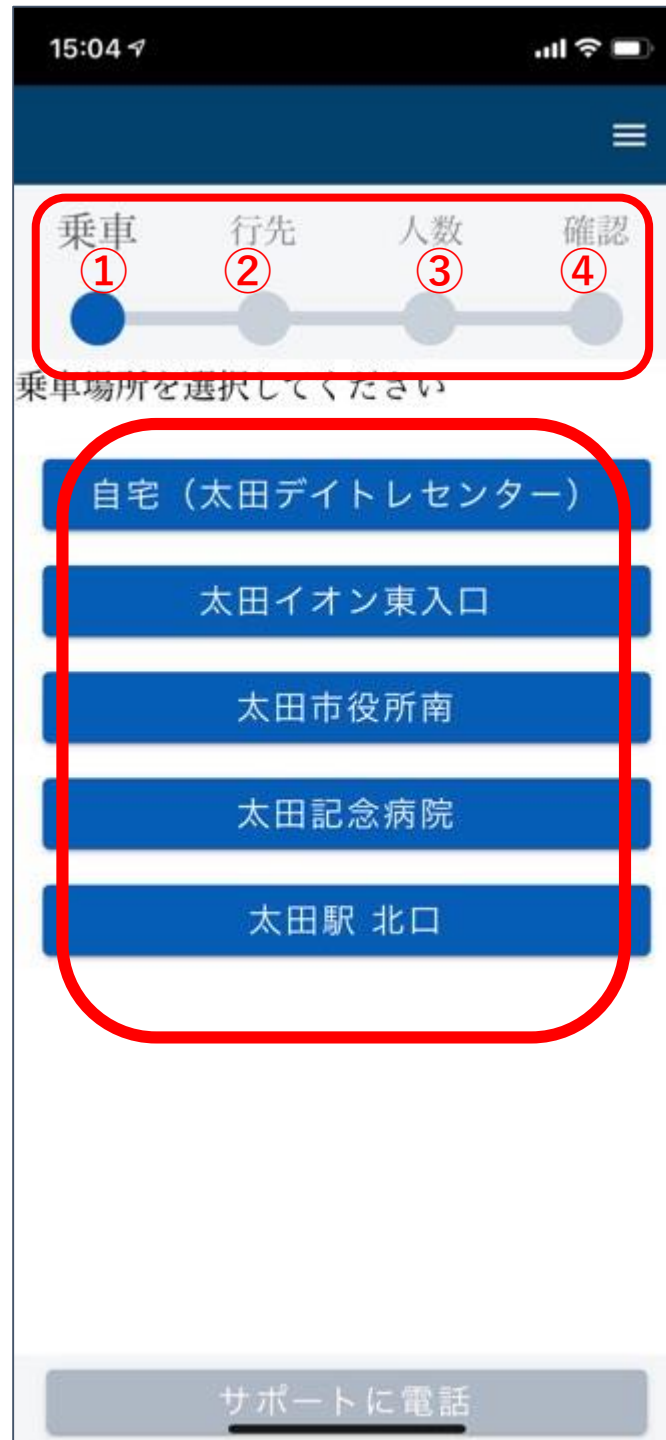 15:04
乗車 行先 人数 確認
① ② ③ ④
乗車場所を選択してください
自宅（太田デイトレセンター）
太田イオン東入口
太田市役所南
太田記念病院
太田駅 北口
サポートに電話